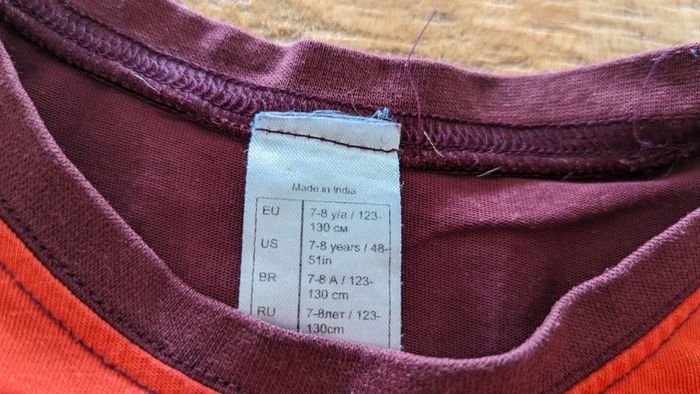 Made in India
EU 7-8 y/a / 123-
130 см
US 7-8 years / 48-
51in
BR 7-8 A / 123-
130 cm
RU 7-8лет / 123-
130cm